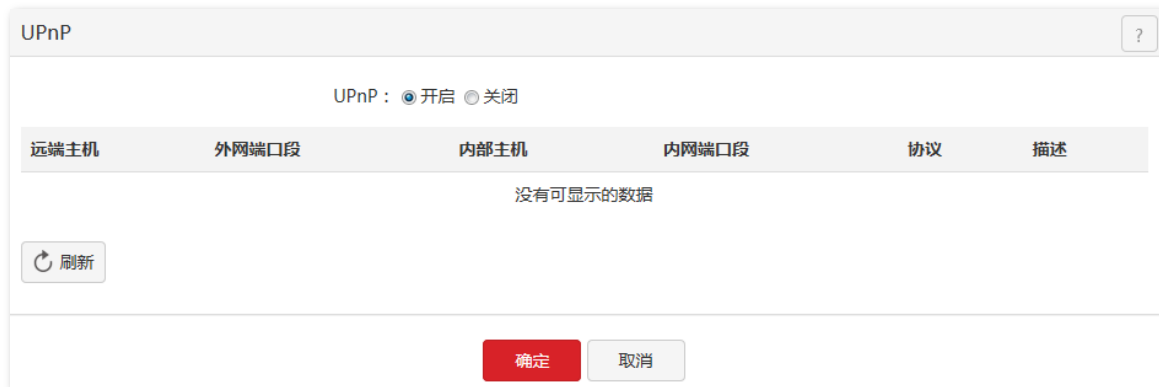 UPnP ?
UPnP： 开启 关闭
远端主机 外网端口段 内部主机 内网端口段 协议 描述
没有可显示的数据
刷新
确定 取消